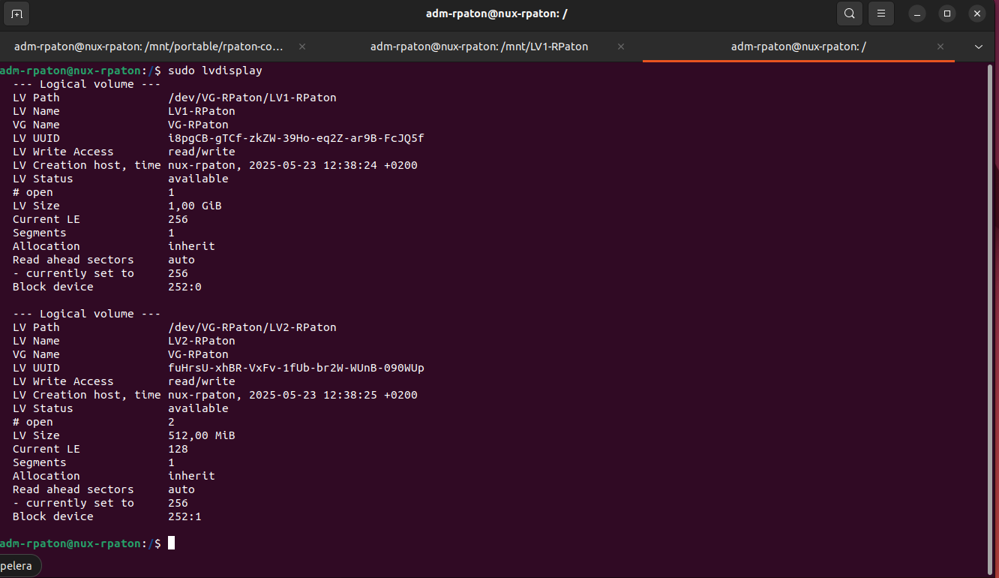 adm-rpaton@nux-rpaton: /
adm-rpaton@nux-rpaton: /mnt/portable/rpaton-co...
adm-rpaton@nux-rpaton: /mnt/LV1-RPaton
adm-rpaton@nux-rpaton: /
adm-rpaton@nux-rpaton:/$ sudo lvdisplay
--- Logical volume ---
LV Path                /dev/VG-RPaton/LV1-RPaton
LV Name                LV1-RPaton
VG Name                VG-RPaton
LV UUID                i8pgCB-gTCf-zkZW-39Ho-eq2Z-ar9B-FcJQ5f
LV Write Access        read/write
LV Creation host, time nux-rpaton, 2025-05-23 12:38:24 +0200
LV Status              available
# open                 1
LV Size                1,00 GiB
Current LE             256
Segments               1
Allocation             inherit
Read ahead sectors     auto
- currently set to     256
Block device           252:0
--- Logical volume ---
LV Path                /dev/VG-RPaton/LV2-RPaton
LV Name                LV2-RPaton
VG Name                VG-RPaton
LV UUID                fuHrsU-xhBR-VxFv-1fUb-br2W-WUnB-090WUp
LV Write Access        read/write
LV Creation host, time nux-rpaton, 2025-05-23 12:38:25 +0200
LV Status              available
# open                 2
LV Size                512,00 MiB
Current LE             128
Segments               1
Allocation             inherit
Read ahead sectors     auto
- currently set to     256
Block device           252:1
adm-rpaton@nux-rpaton:/$
pelera